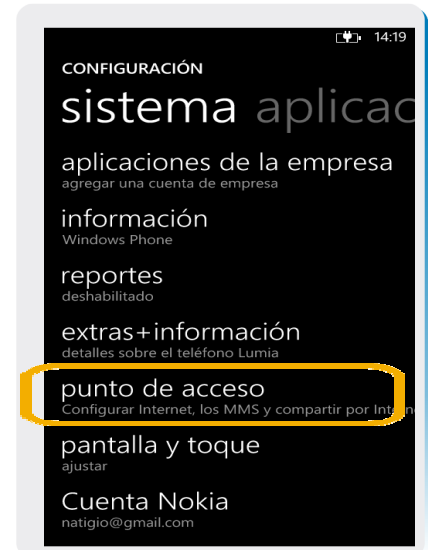 14:19
CONFIGURACIÓN
sistema aplicac
aplicaciones de la empresa
agregar una cuenta de empresa
información
Windows Phone
reportes
deshabilitado
extras+información
detalles sobre el teléfono Lumia
punto de acceso
Configurar Internet, los MMS y compartir por Intern
pantalla y toque
ajustar
Cuenta Nokia
natigio@gmail.com